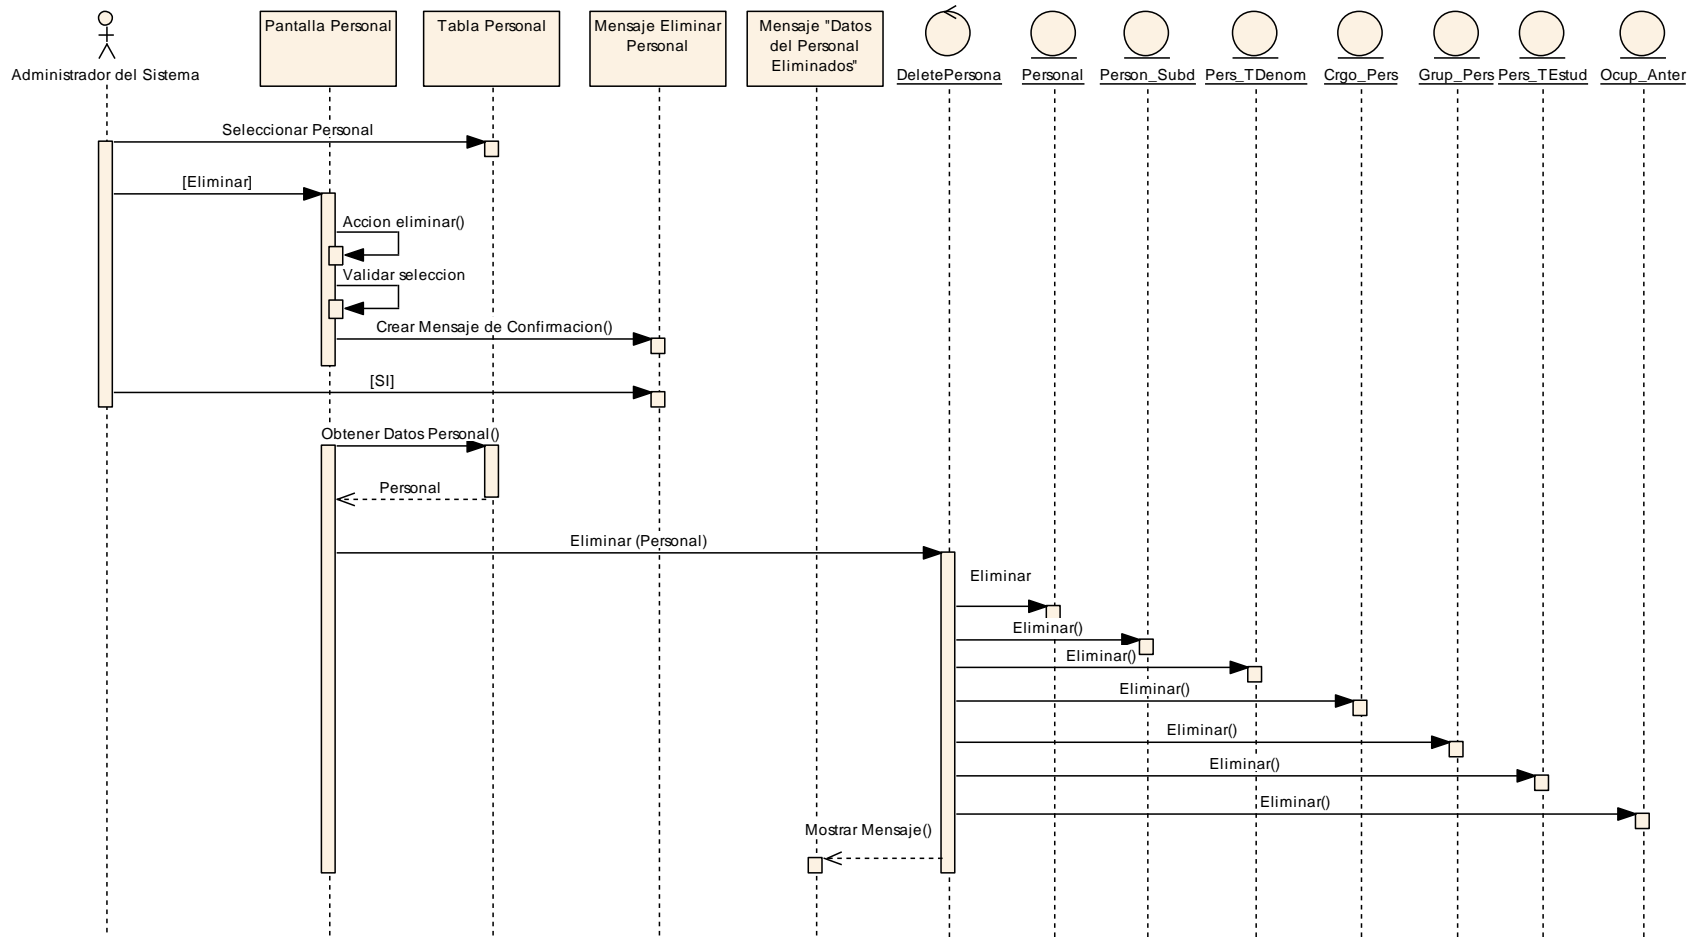 Administrador del Sistema
Pantalla Personal
Tabla Personal
Mensaje Eliminar
Personal
Mensaje "Datos
del Personal
Eliminados"
DeletePersona
Personal
Person_Subd
Pers_TDenom
Crgo_Pers
Grup_Pers
Pers_TEstud
Ocup_Anter
Seleccionar Personal
[Eliminar]
Accion eliminar()
Validar seleccion
Crear Mensaje de Confirmacion()
[SI]
Obtener Datos Personal()
Personal
Eliminar (Personal)
Eliminar
Eliminar()
Eliminar()
Eliminar()
Eliminar()
Eliminar()
Eliminar()
Mostrar Mensaje()